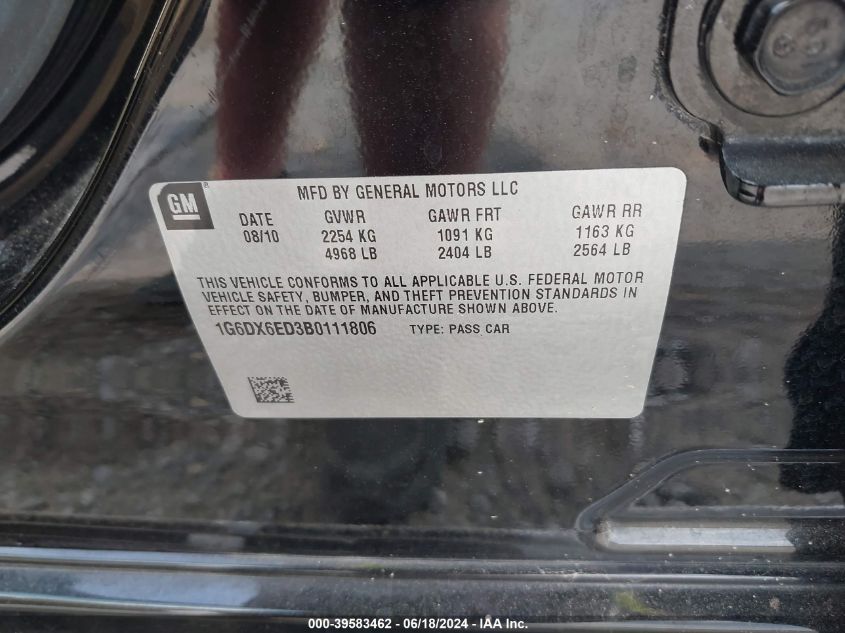 MFD BY GENERAL MOTORS LLC
GM
DATE GVWR GAWR FRT GAWR RR
08/10 2254 KG 1091 KG 1163 KG
4968 LB 2404 LB 2564 LB
THIS VEHICLE CONFORMS TO ALL APPLICABLE U.S. FEDERAL MOTOR
VEHICLE SAFETY, BUMPER, AND THEFT PREVENTION STANDARDS IN
EFFECT ON THE DATE OF MANUFACTURE SHOWN ABOVE.
1G6DX6ED3B0111806 TYPE: PASS CAR
000-39583462 - 06/18/2024 - IAA Inc.